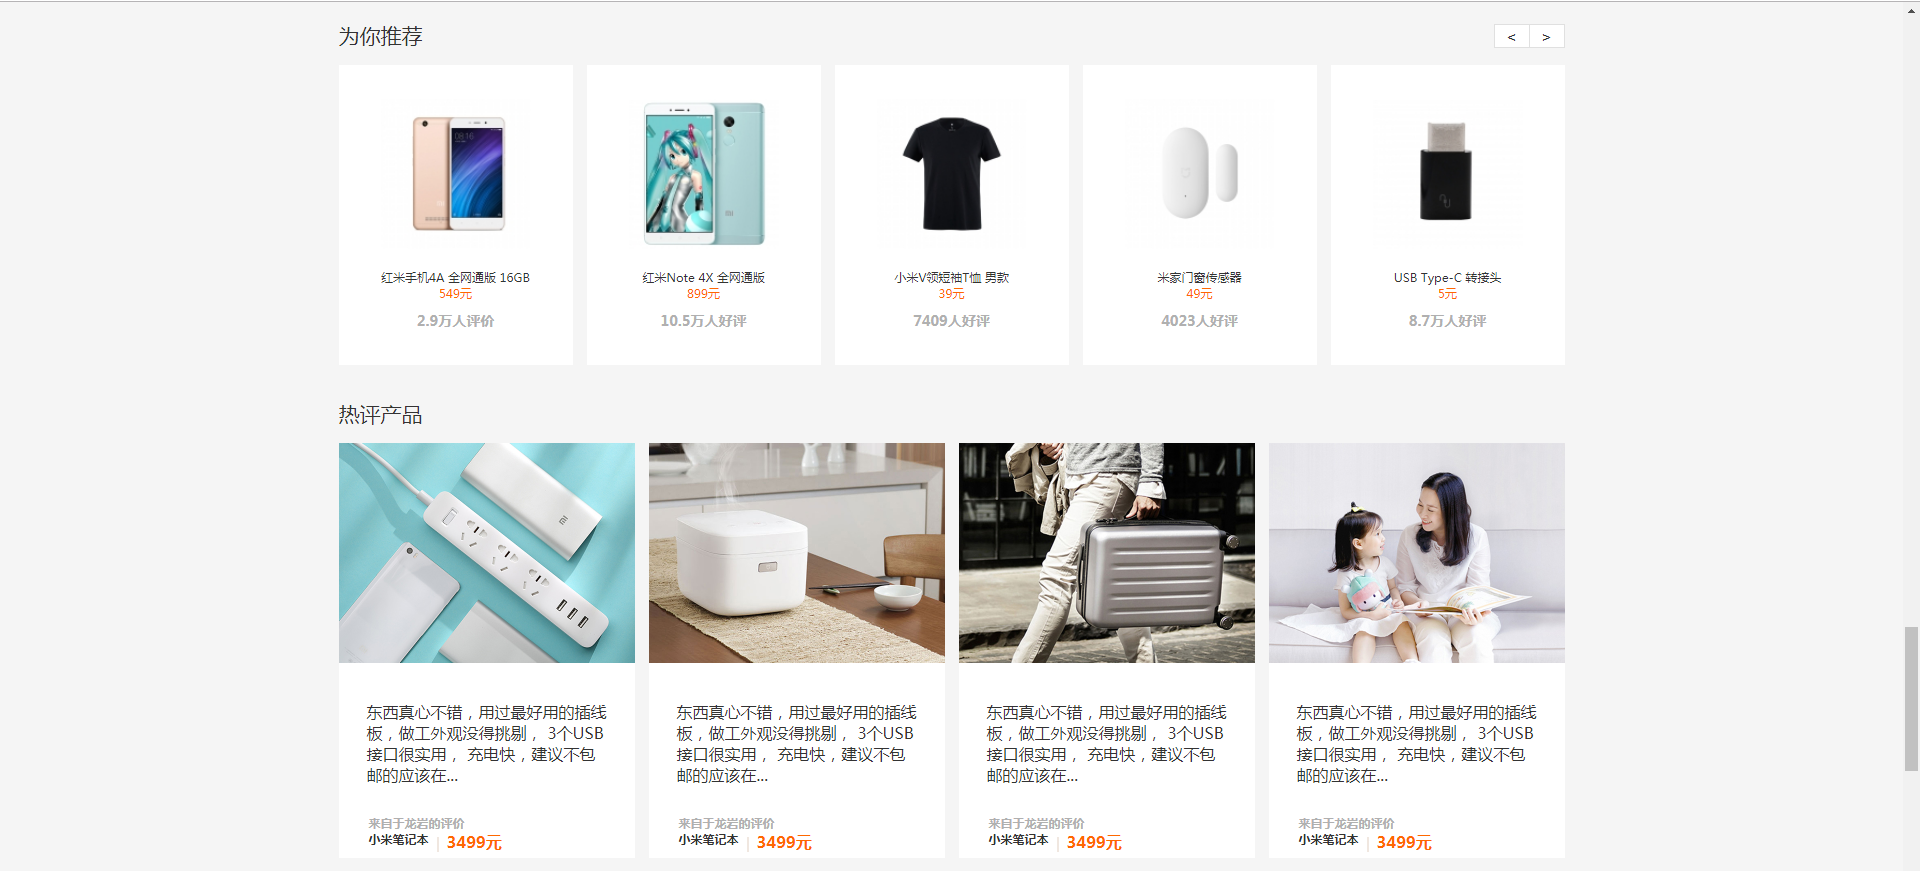 为你推荐
< >
红米手机4A 全网通版 16GB
549元
2.9万人评价
红米Note 4X 全网通版
899元
10.5万人好评
小米V领短袖T恤 男款
39元
7409人好评
米家门窗传感器
49元
4023人好评
USB Type-C 转接头
5元
8.7万人好评
热评产品
东西真心不错，用过最好用的插线
板，做工外观没得挑剔， 3个USB
接口很实用， 充电快，建议不包
邮的应该在...
来自于龙岩的评价
小米笔记本 | 3499元
东西真心不错，用过最好用的插线
板，做工外观没得挑剔， 3个USB
接口很实用， 充电快，建议不包
邮的应该在...
来自于龙岩的评价
小米笔记本 | 3499元
东西真心不错，用过最好用的插线
板，做工外观没得挑剔， 3个USB
接口很实用， 充电快，建议不包
邮的应该在...
来自于龙岩的评价
小米笔记本 | 3499元
东西真心不错，用过最好用的插线
板，做工外观没得挑剔， 3个USB
接口很实用， 充电快，建议不包
邮的应该在...
来自于龙岩的评价
小米笔记本 | 3499元